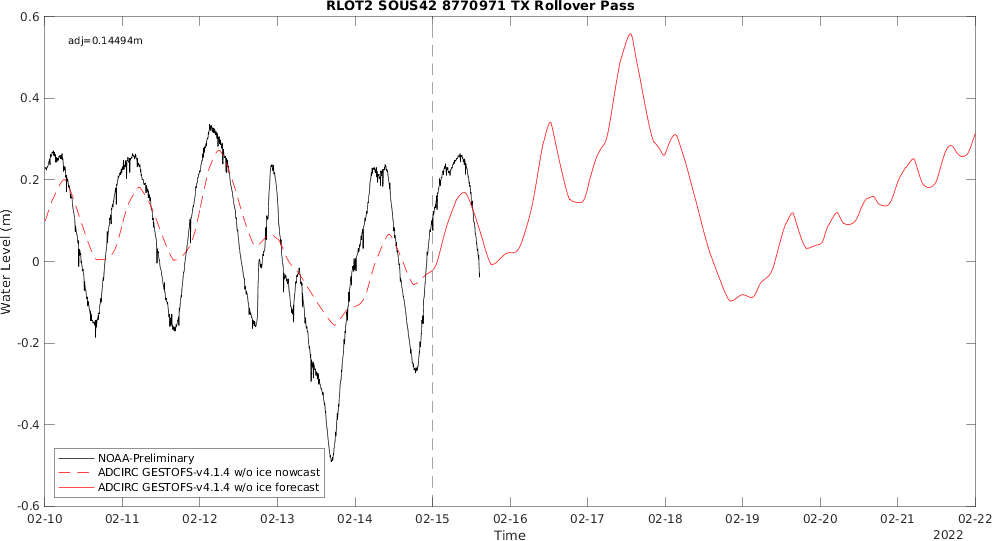 RLOT2 SOUS42 8770971 TX Rollover Pass
adj=0.14494m
0.6
0.4
0.2
0
-0.2
-0.4
-0.6
Water Level (m)
NOAA-Preliminary
ADCIRC GESTOFS-v4.1.4 w/o ice nowcast
ADCIRC GESTOFS-v4.1.4 w/o ice forecast
02-10 02-11 02-12 02-13 02-14 02-15 02-16 02-17 02-18 02-19 02-20 02-21 02-22
Time
2022